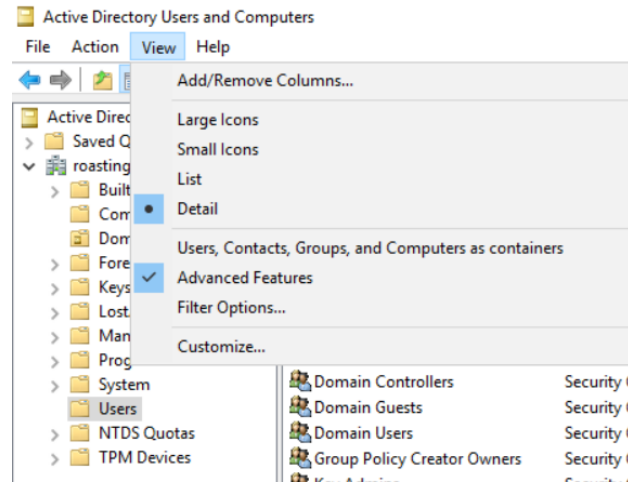 Active Directory Users and Computers
File Action View Help
Add/Remove Columns...
Active Direc
Large Icons
Saved Q
Small Icons
roasting
List
Built
Detail
Com
Dom
Users, Contacts, Groups, and Computers as containers
Fore
Advanced Features
Keys
Filter Options...
Lost
Man
Customize...
Prog
System
Domain Controllers Security
Users
Domain Guests Security
NTDS Quotas
Domain Users Security
TPM Devices
Group Policy Creator Owners Security